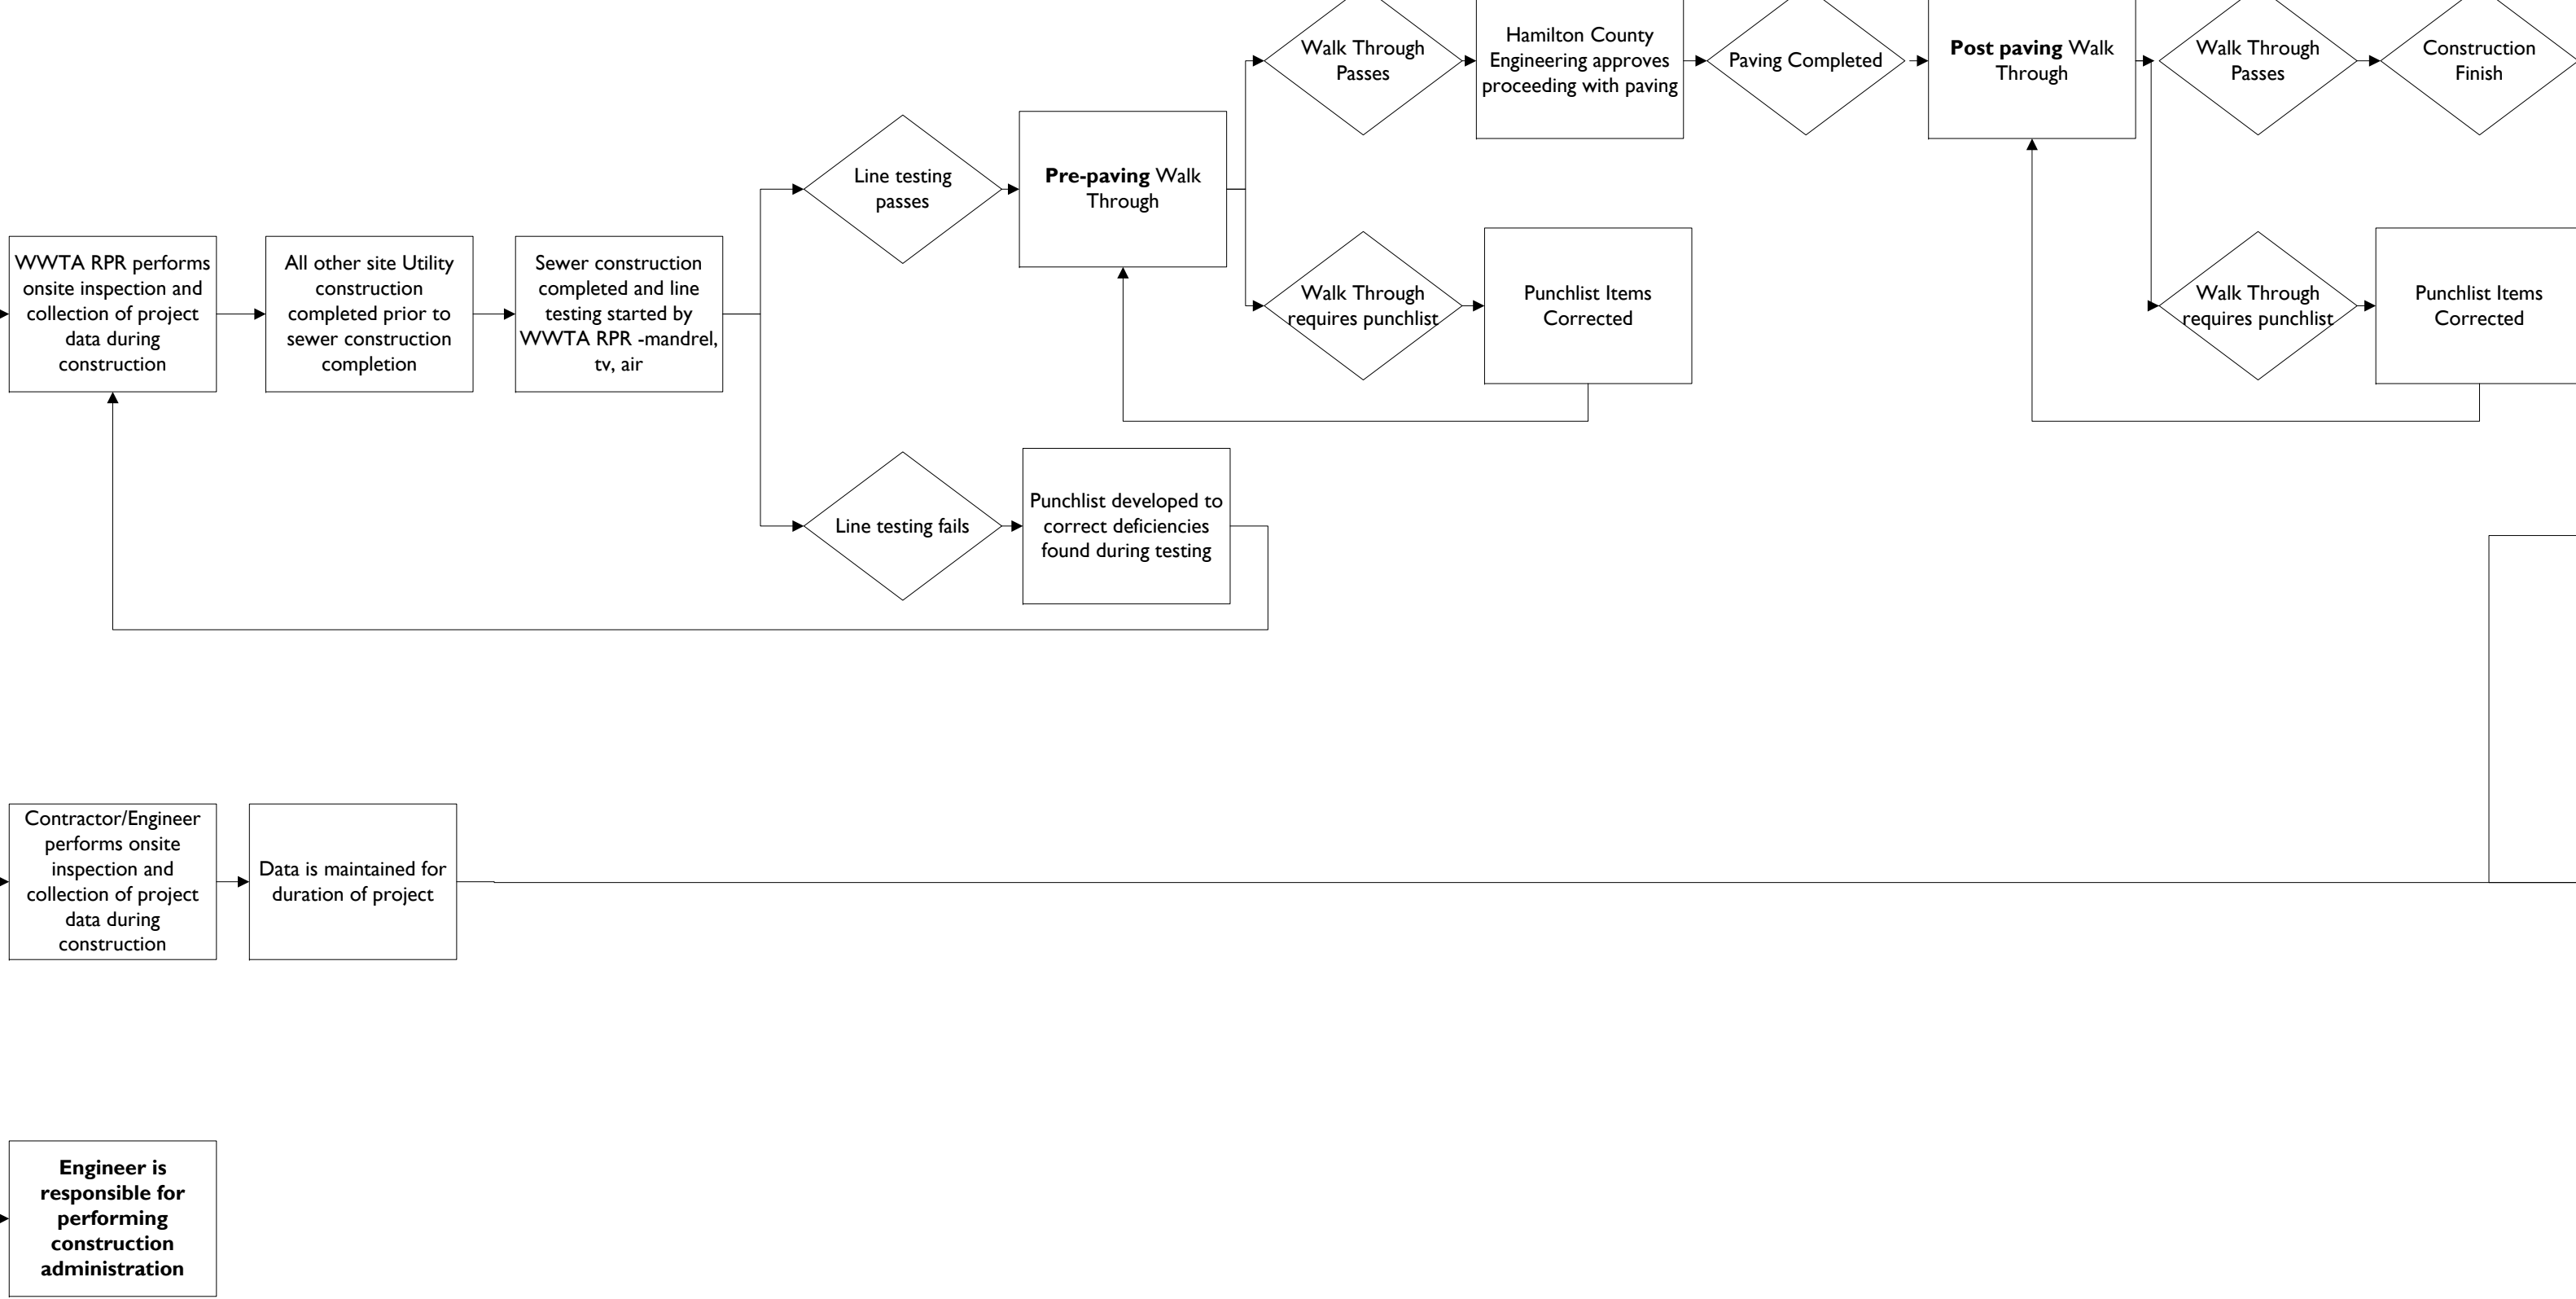 Walk Through
Passes
Hamilton County
Engineering approves
proceeding with paving
Paving Completed
Post paving Walk
Through
Walk Through
Passes
Construction
Finish
Line testing
passes
Pre-paving Walk
Through
WWTA RPR performs
onsite inspection and
collection of project
data during
construction
All other site Utility
construction
completed prior to
sewer construction
completion
Sewer construction
completed and line
testing started by
WWTA RPR -mandrel,
tv, air
Walk Through
requires punchlist
Punchlist Items
Corrected
Walk Through
requires punchlist
Punchlist Items
Corrected
Line testing fails
Punchlist developed to
correct deficiencies
found during testing
Contractor/Engineer
performs onsite
inspection and
collection of project
data during
construction
Data is maintained for
duration of project
Engineer is
responsible for
performing
construction
administration